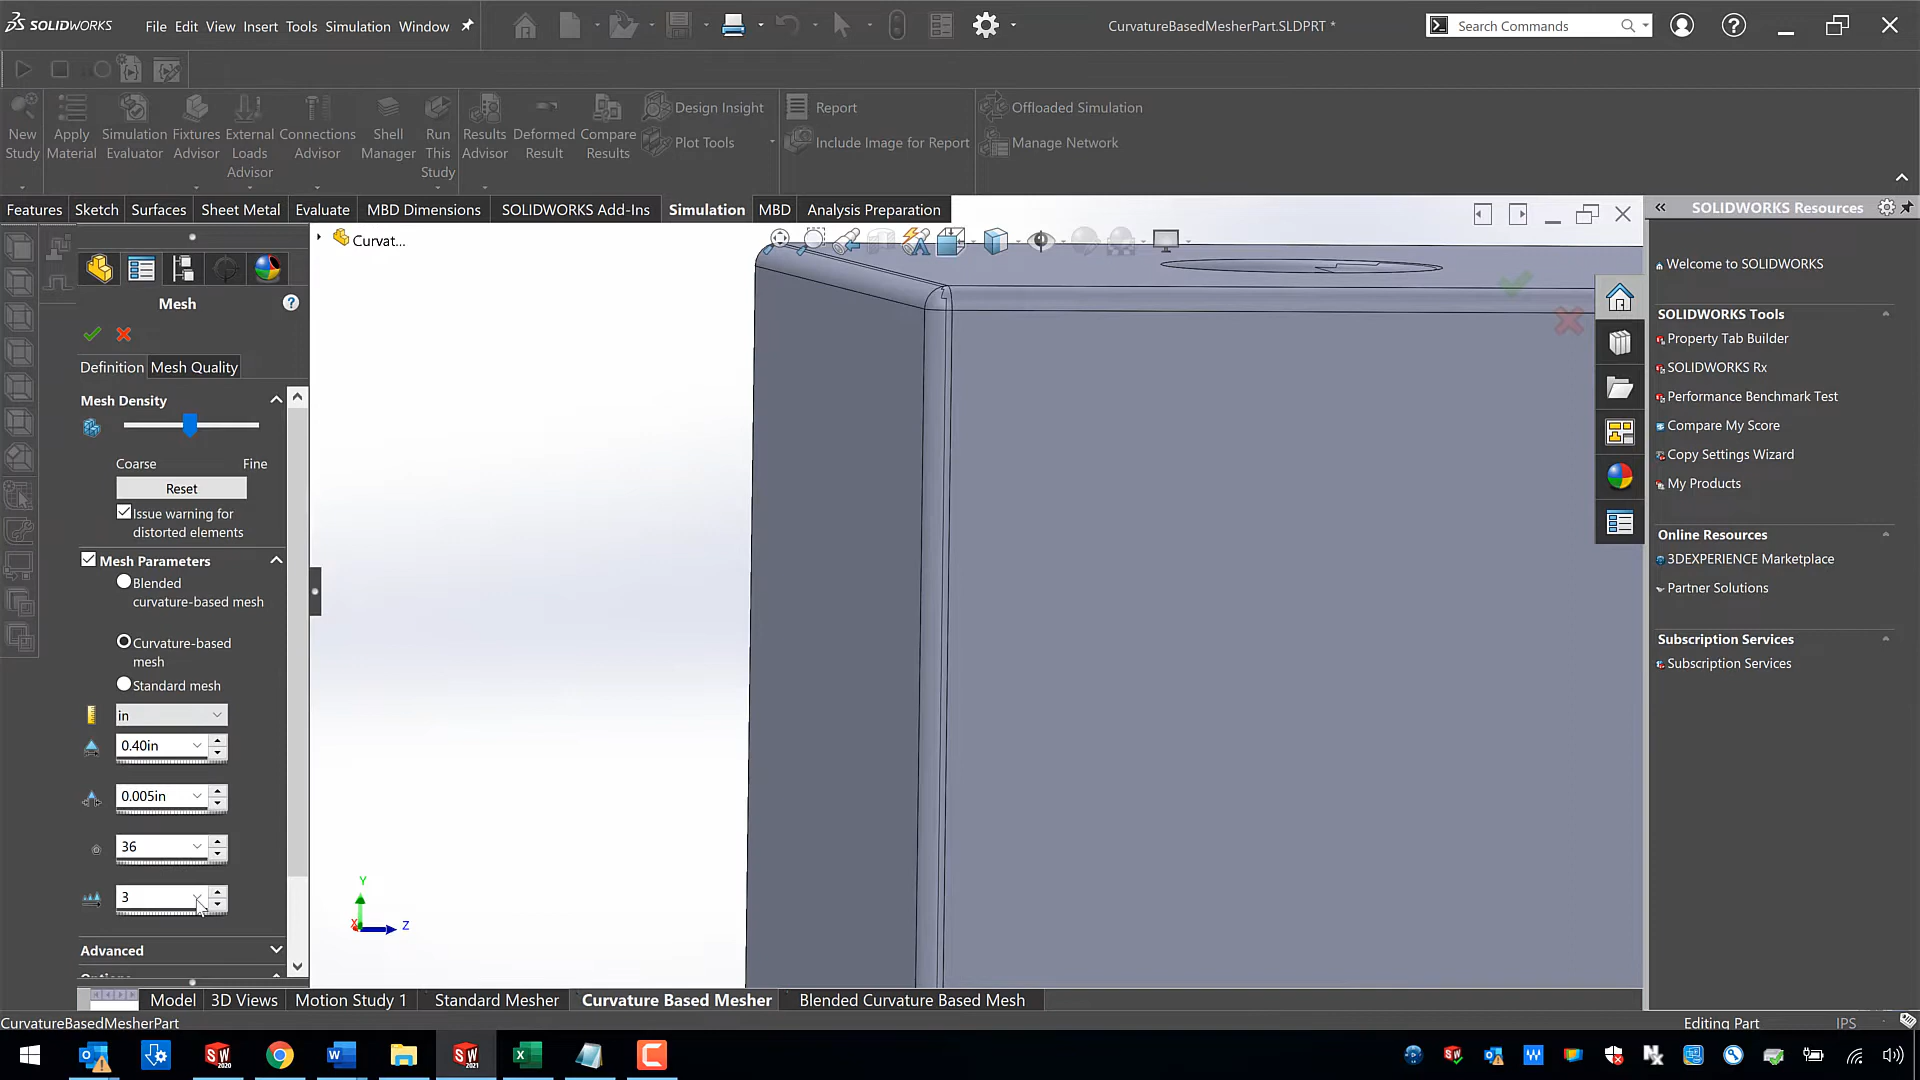 SOLIDWORKS File Edit View Insert Tools Simulation Window
CurvatureBasedMesherPart.SLDPRT *
Search Commands
New Study
Apply Material
Simulation Evaluator
Fixtures Advisor
External Loads Advisor
Connections Advisor
Shell Manager
Run This Study
Results Advisor
Deformed Result
Compare Results
Design Insight
Plot Tools
Report
Include Image for Report
Offloaded Simulation
Manage Network
Features Sketch Surfaces Sheet Metal Evaluate MBD Dimensions SOLIDWORKS Add-Ins Simulation MBD Analysis Preparation
Curvat...
Mesh
Definition Mesh Quality
Mesh Density
Coarse Fine
Reset
Issue warning for
distorted elements
Mesh Parameters
Blended
curvature-based mesh
Curvature-based
mesh
Standard mesh
in
0.40in
0.005in
36
3
Advanced
Y
X
Z
SOLIDWORKS Resources
Welcome to SOLIDWORKS
SOLIDWORKS Tools
Property Tab Builder
SOLIDWORKS Rx
Performance Benchmark Test
Compare My Score
Copy Settings Wizard
My Products
Online Resources
3DEXPERIENCE Marketplace
Partner Solutions
Subscription Services
Subscription Services
Model 3D Views Motion Study 1 Standard Mesher Curvature Based Mesher Blended Curvature Based Mesh
CurvatureBasedMesherPart
Editing Part IPS
SW 2020
SW 2021